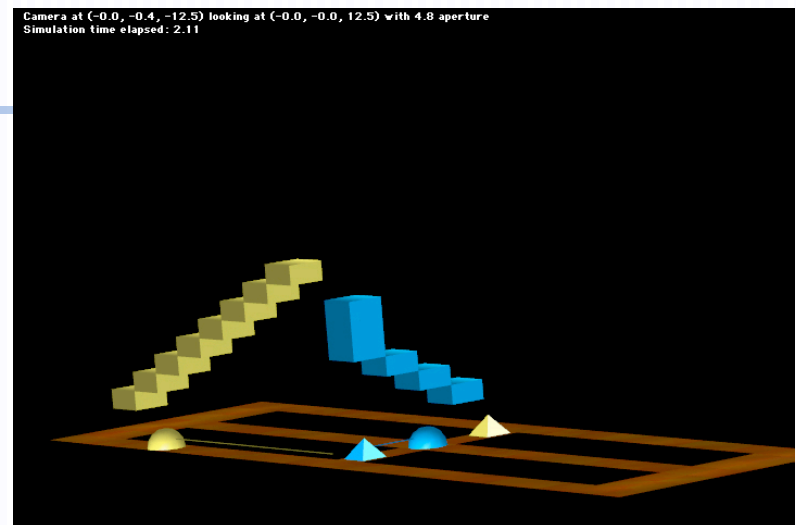 Camera at (-0.0, -0.4, -12.5) looking at (-0.0, -0.0, 12.5) with 4.8 aperture
Simulation time elapsed: 2.11